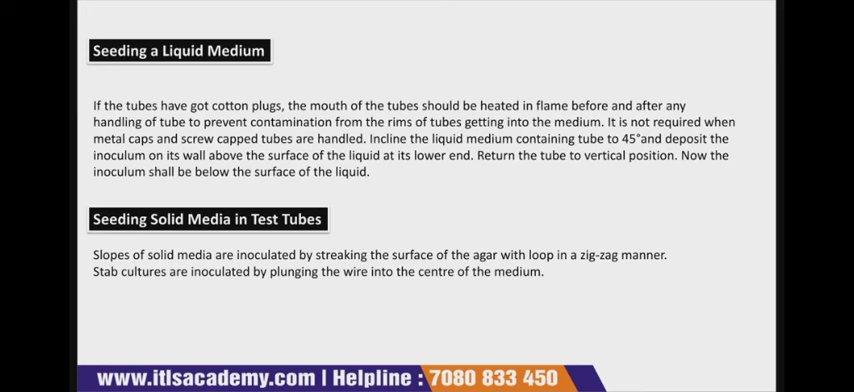 Seeding a Liquid Medium
If the tubes have got cotton plugs, the mouth of the tubes should be heated in flame before and after any
handling of tube to prevent contamination from the rims of tubes getting into the medium. It is not required when
metal caps and screw capped tubes are handled. Incline the liquid medium containing tube to 45°and deposit the
inoculum on its wall above the surface of the liquid at its lower end. Return the tube to vertical position. Now the
inoculum shall be below the surface of the liquid.
Seeding Solid Media in Test Tubes
Slopes of solid media are inoculated by streaking the surface of the agar with loop in a zig-zag manner.
Stab cultures are inoculated by plunging the wire into the centre of the medium.
www.itlsacademy.com | Helpline : 7080 833 450